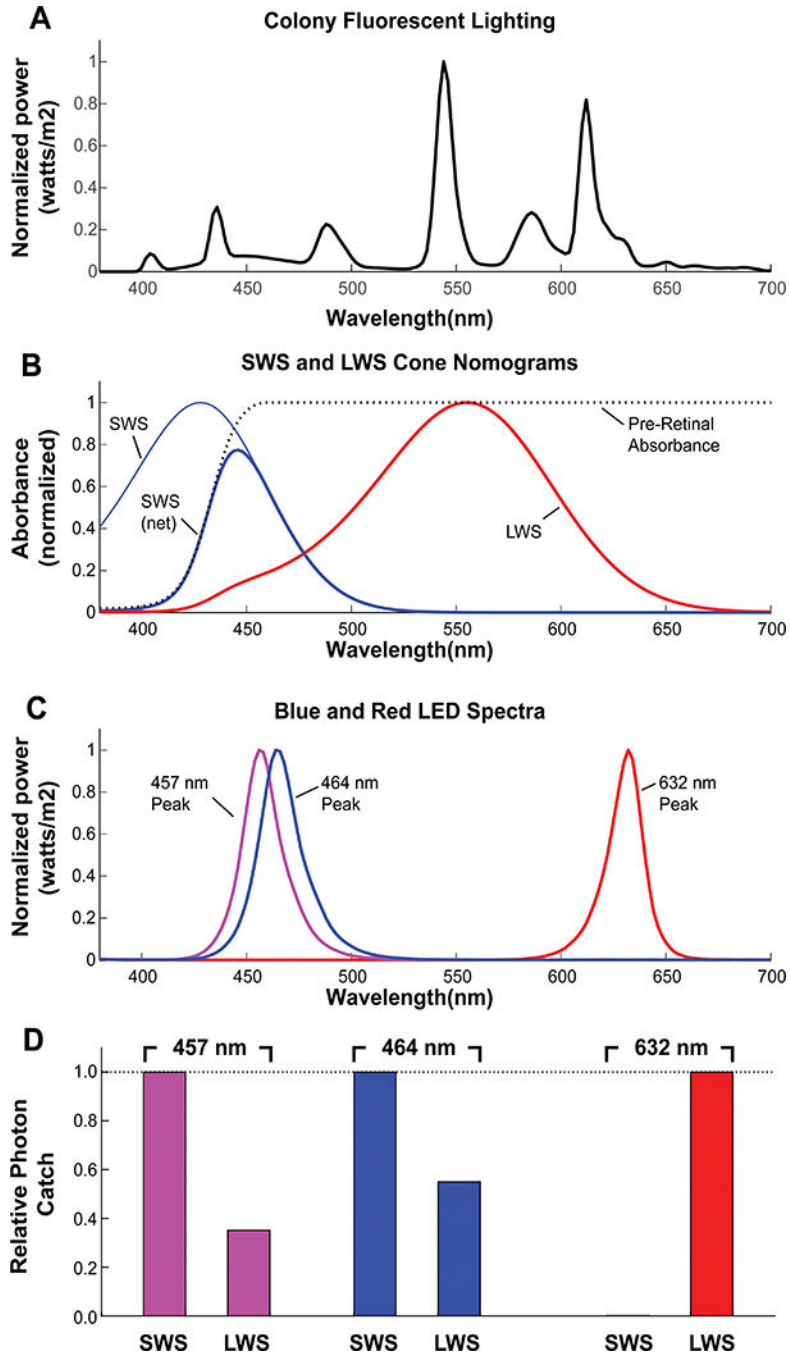 A
Colony Fluorescent Lighting
Normalized power
(watts/m2)
1
0.8
0.6
0.4
0.2
0
400 450 500 550 600 650 700
Wavelength(nm)
B
SWS and LWS Cone Nomograms
Aborbance
(normalized)
1
0.8
0.6
0.4
0.2
0
SWS
SWS
(net)
Pre-Retinal
Absorbance
LWS
400 450 500 550 600 650 700
Wavelength(nm)
C
Blue and Red LED Spectra
Normalized power
(watts/m2)
1
0.8
0.6
0.4
0.2
0
457 nm
Peak
464 nm
Peak
632 nm
Peak
400 450 500 550 600 650 700
Wavelength(nm)
D
457 nm 464 nm 632 nm
Relative Photon
Catch
1.0
0.8
0.6
0.4
0.2
0.0
SWS LWS SWS LWS SWS LWS